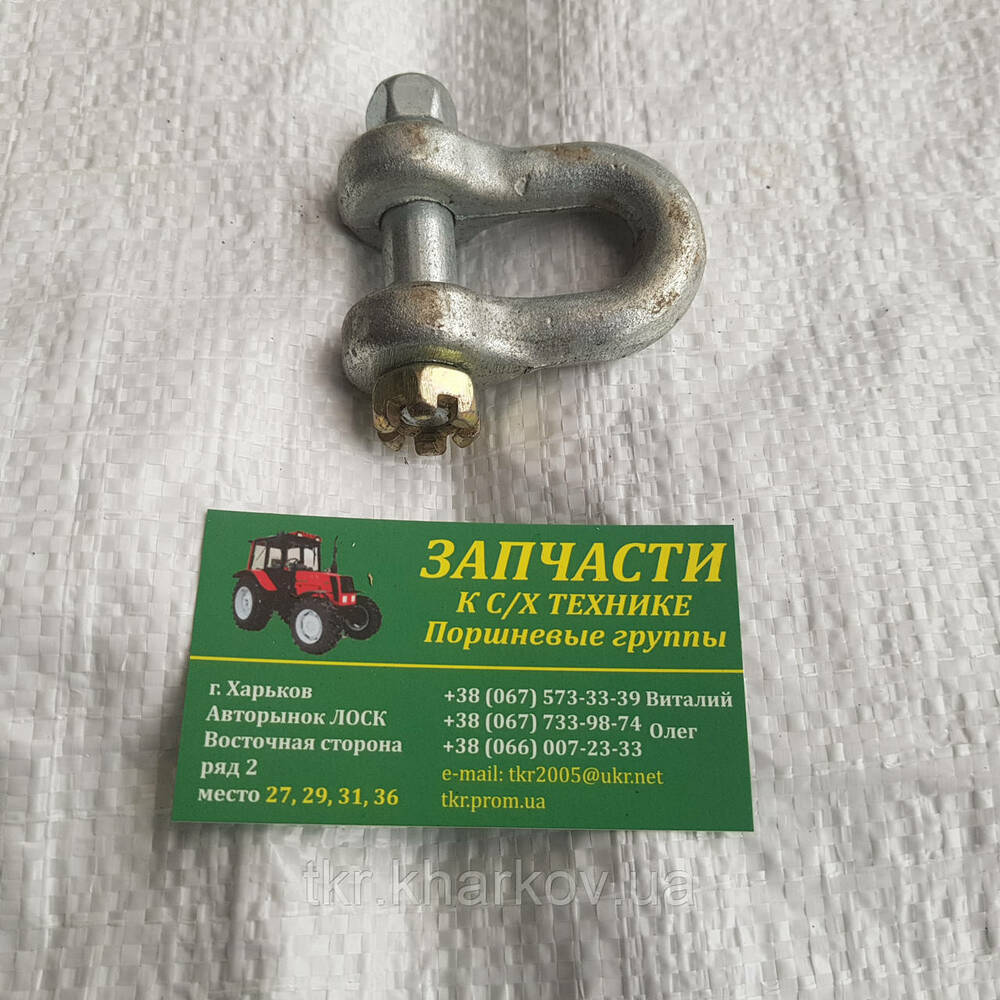 ЗАПЧАСТИ
К С/Х ТЕХНИКЕ
Поршневые группы
г. Харьков
Авторынок ЛОСК
Восточная сторона
ряд 2
место 27, 29, 31, 36
+38 (067) 573-33-39 Виталий
+38 (067) 733-98-74 Олег
+38 (066) 007-23-33
e-mail: tkr2005@ukr.net
tkr.prom.ua
tkr.kharkov.ua